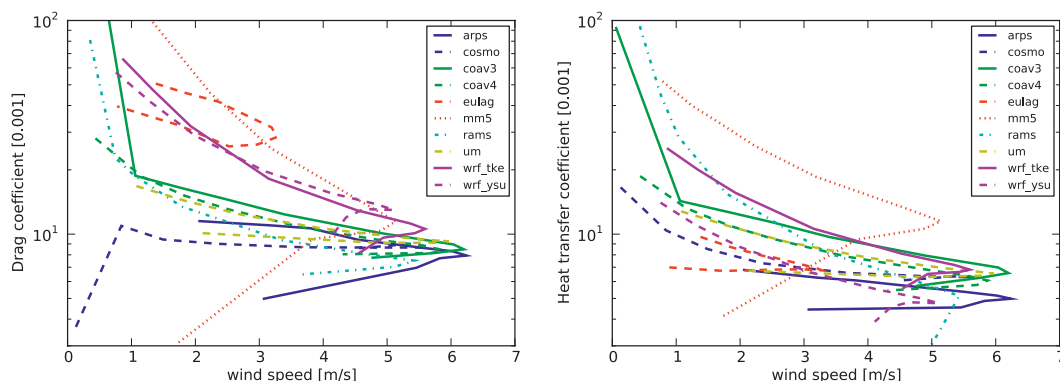 10²
10¹
Drag coefficient [0.001]
0 1 2 3 4 5 6 7
wind speed [m/s]
arps
cosmo
coav3
coav4
eulag
mm5
rams
um
wrf_tke
wrf_ysu
10²
10¹
Heat transfer coefficient [0.001]
0 1 2 3 4 5 6 7
wind speed [m/s]
arps
cosmo
coav3
coav4
eulag
mm5
rams
um
wrf_tke
wrf_ysu